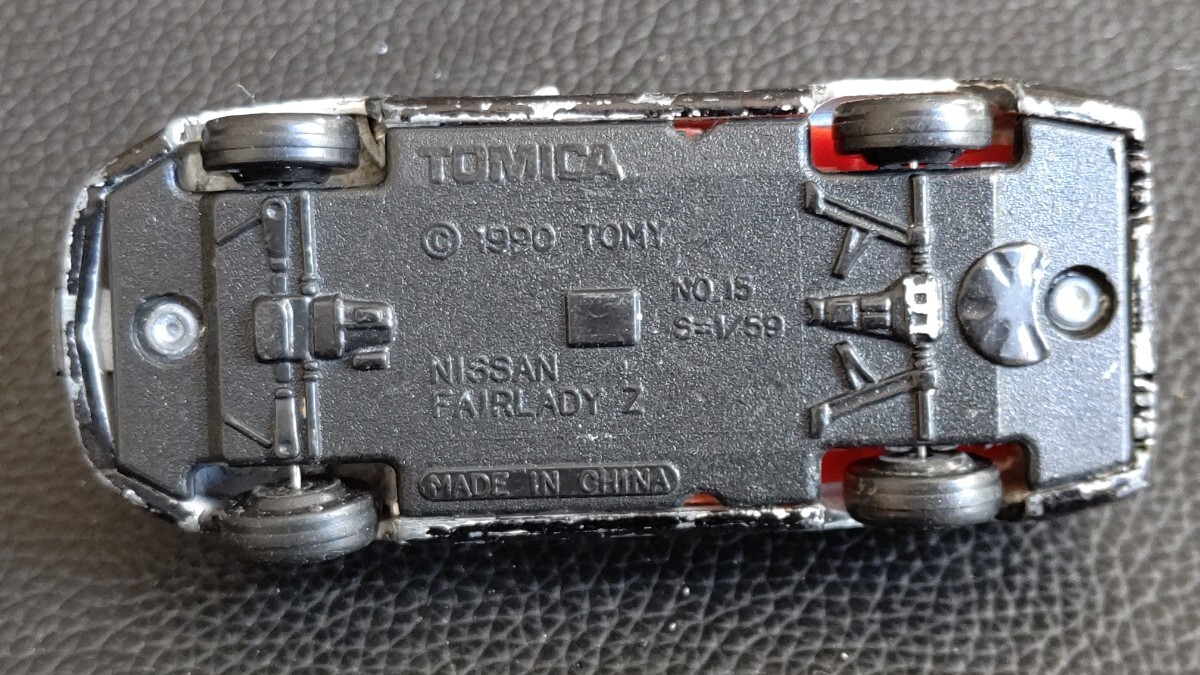 TOMICA
© 1990 TOMY
NO.15
S=1/59
NISSAN
FAIRLADY Z
MADE IN CHINA